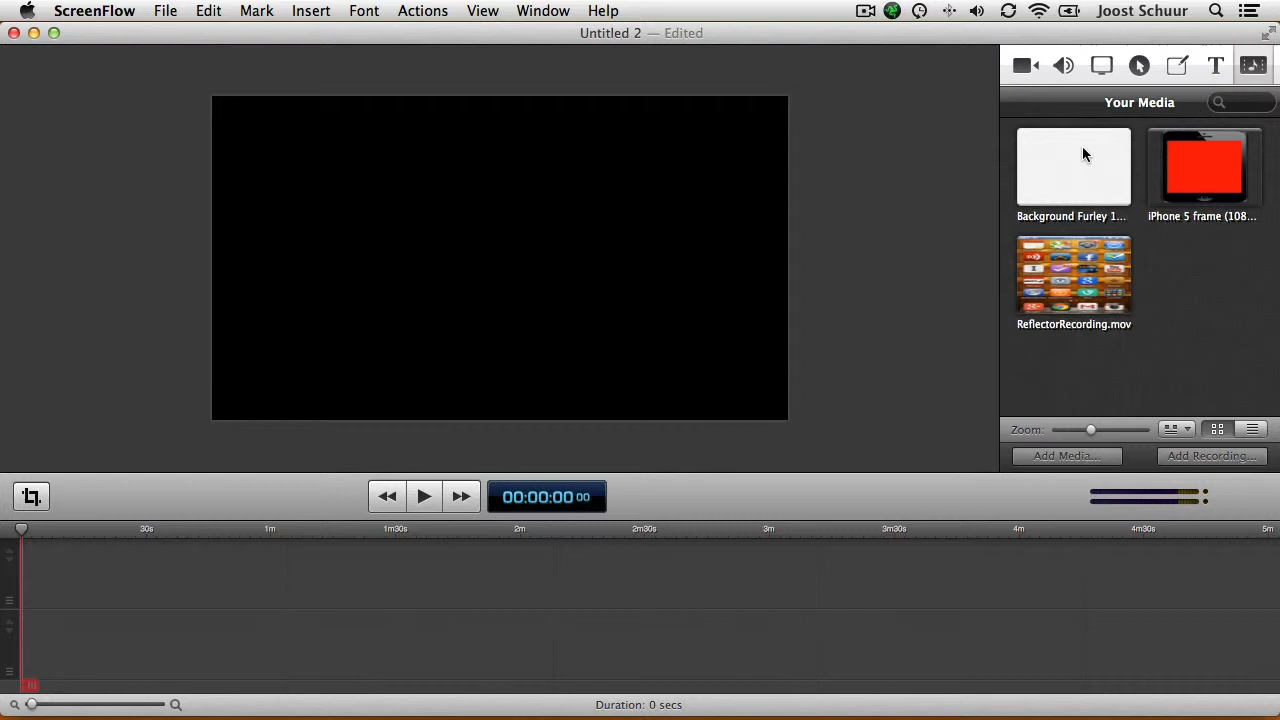 ScreenFlow File Edit Mark Insert Font Actions View Window Help Joost Schuur
Untitled 2 — Edited
T
Your Media
Background Furley 1... iPhone 5 frame (108...
ReflectorRecording.mov
Zoom:
Add Media... Add Recording...
00:00:00 00
30s 1m 1m30s 2m 2m30s 3m 3m30s 4m 4m30s 5m
Duration: 0 secs